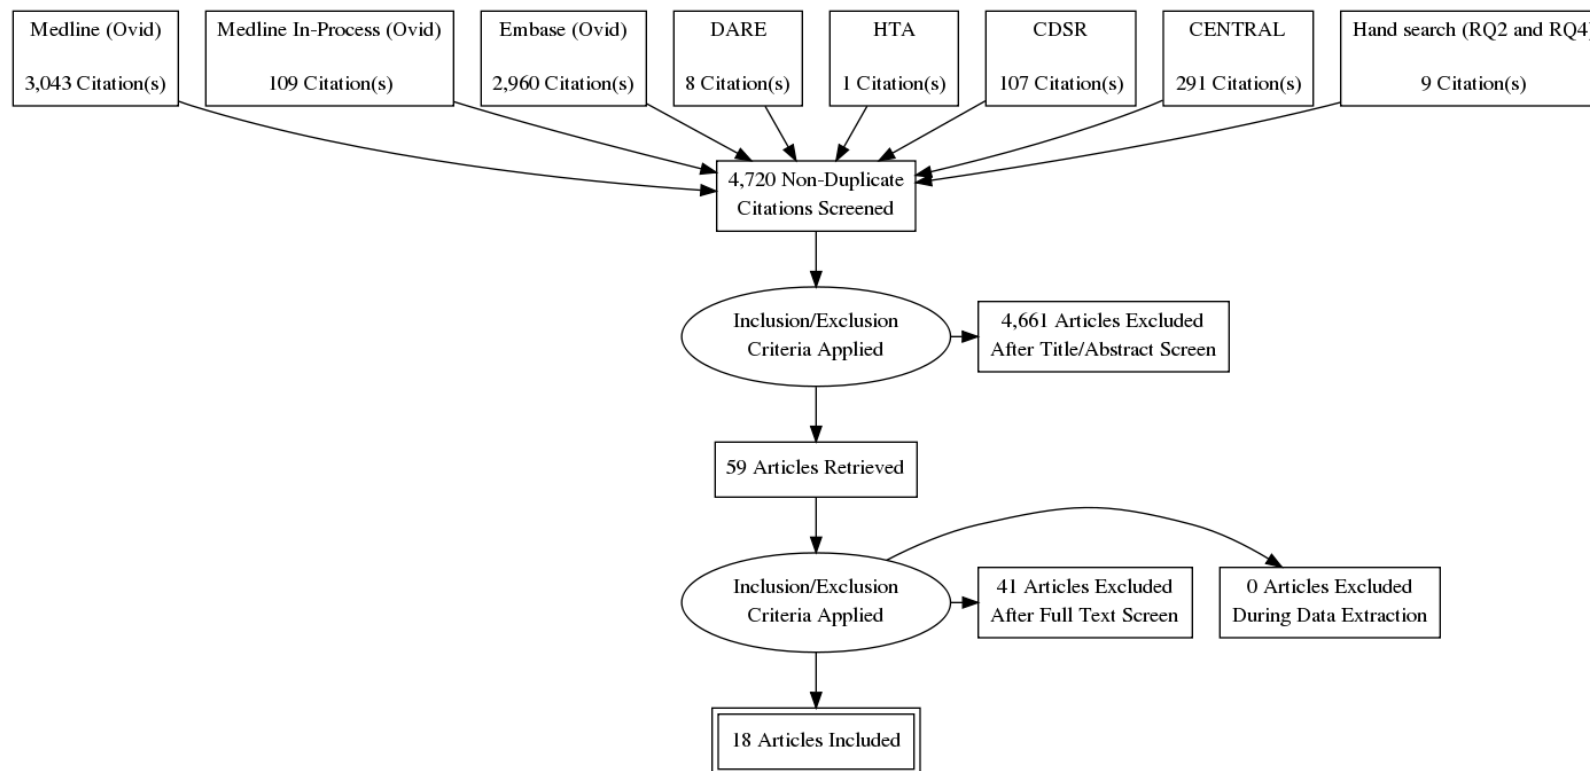 Medline (Ovid)
3,043 Citation(s)
Medline In-Process (Ovid)
109 Citation(s)
Embase (Ovid)
2,960 Citation(s)
DARE
8 Citation(s)
HTA
1 Citation(s)
CDSR
107 Citation(s)
CENTRAL
291 Citation(s)
Hand search (RQ2 and RQ4)
9 Citation(s)
4,720 Non-Duplicate
Citations Screened
Inclusion/Exclusion
Criteria Applied
4,661 Articles Excluded
After Title/Abstract Screen
59 Articles Retrieved
Inclusion/Exclusion
Criteria Applied
41 Articles Excluded
After Full Text Screen
0 Articles Excluded
During Data Extraction
18 Articles Included